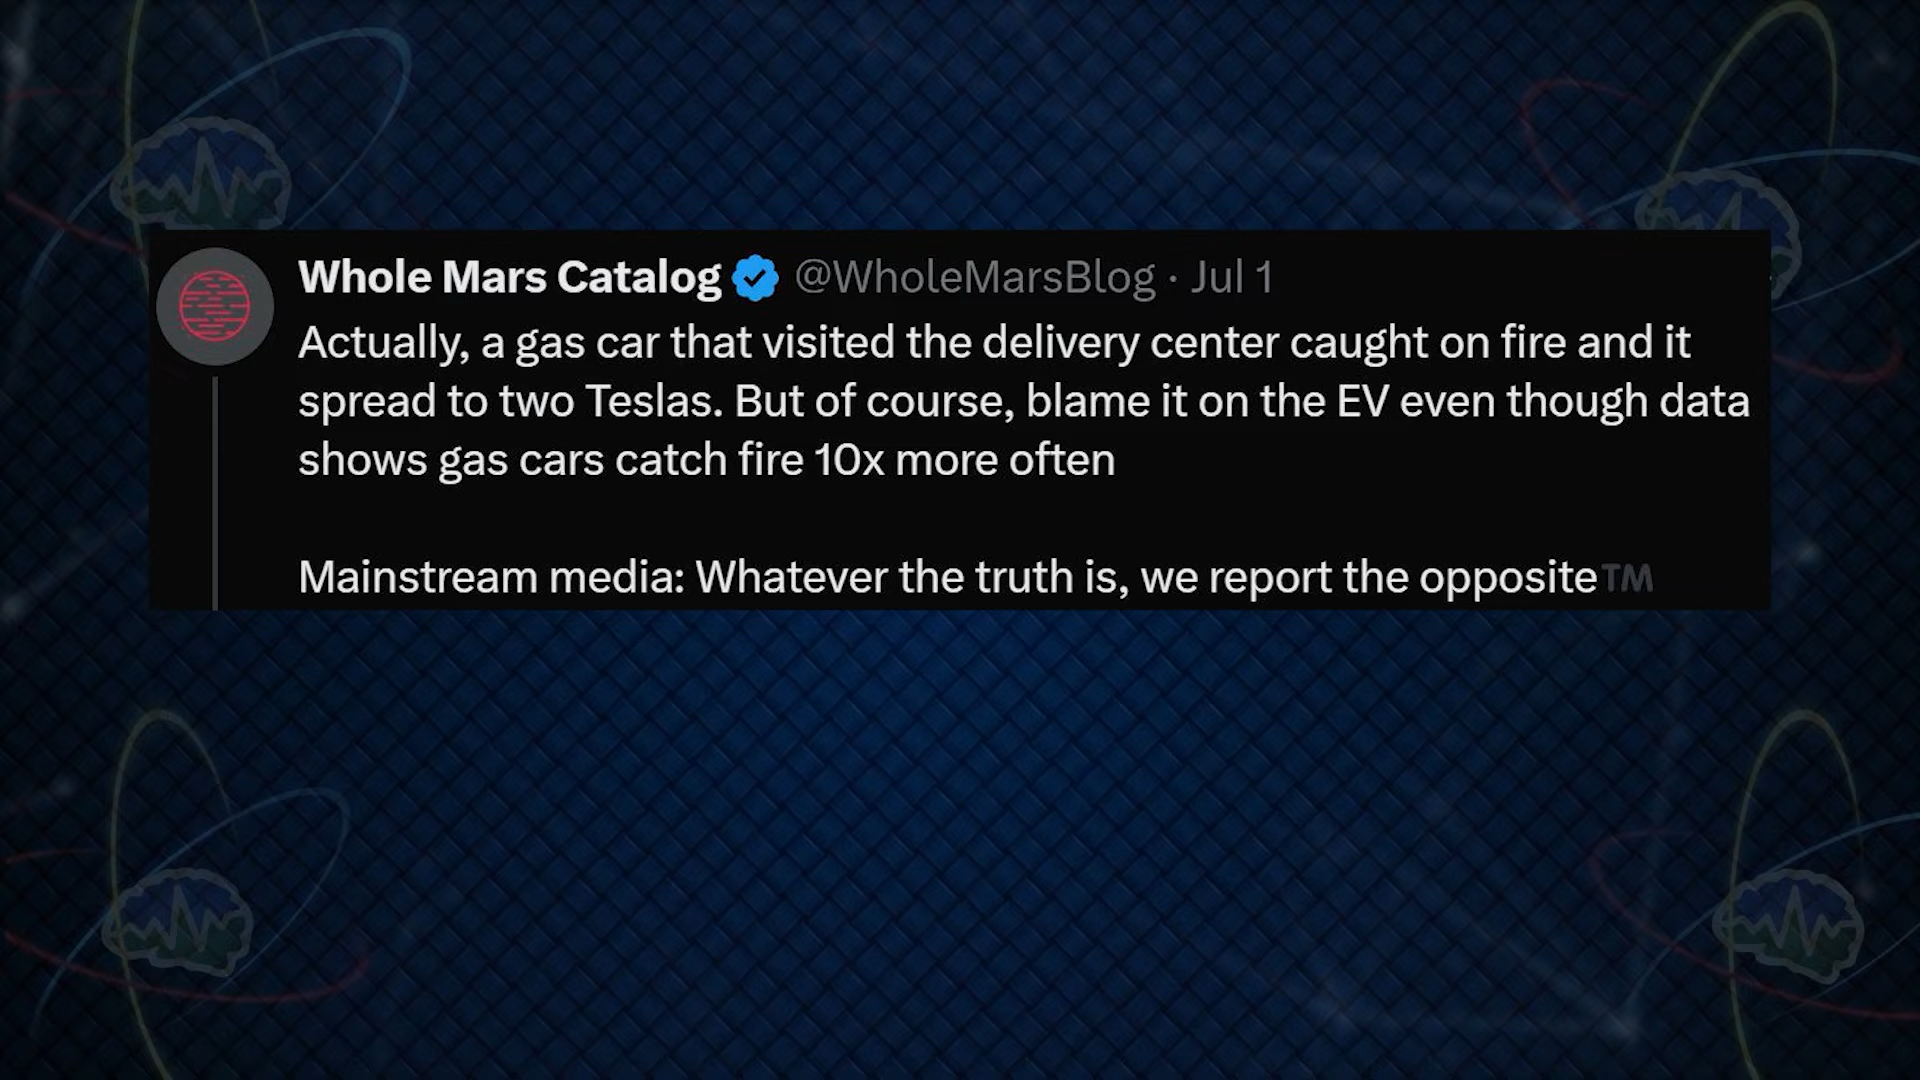 Whole Mars Catalog @WholeMarsBlog · Jul 1
Actually, a gas car that visited the delivery center caught on fire and it
spread to two Teslas. But of course, blame it on the EV even though data
shows gas cars catch fire 10x more often
Mainstream media: Whatever the truth is, we report the opposite™